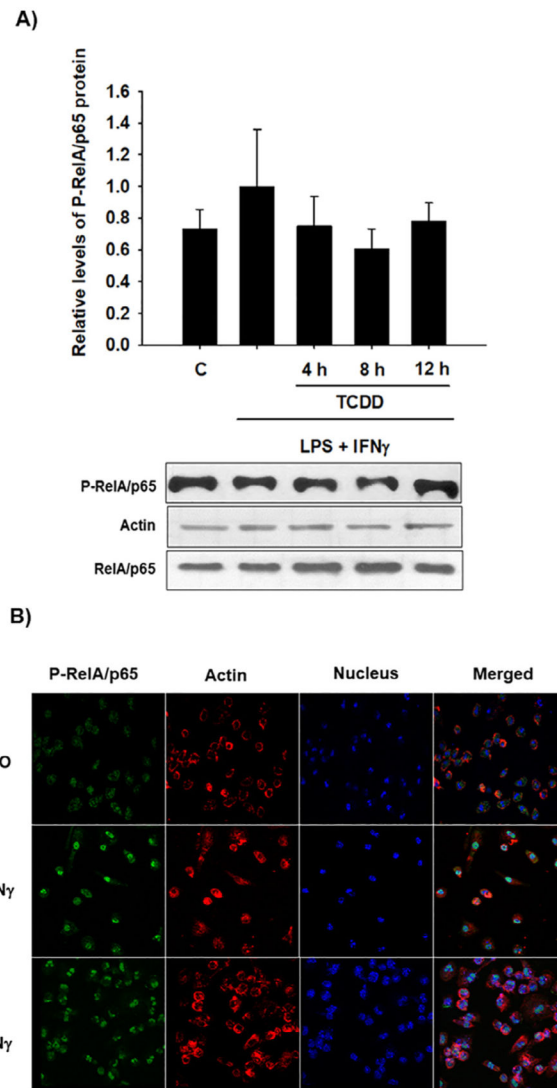 A)
Relative levels of P-RelA/p65 protein
1.6
1.4
1.2
1.0
0.8
0.6
0.4
0.2
0.0
C 4 h 8 h 12 h
TCDD
LPS + IFNγ
P-RelA/p65
Actin
RelA/p65
B)
P-RelA/p65 Actin Nucleus Merged
O
Nγ
Nγ